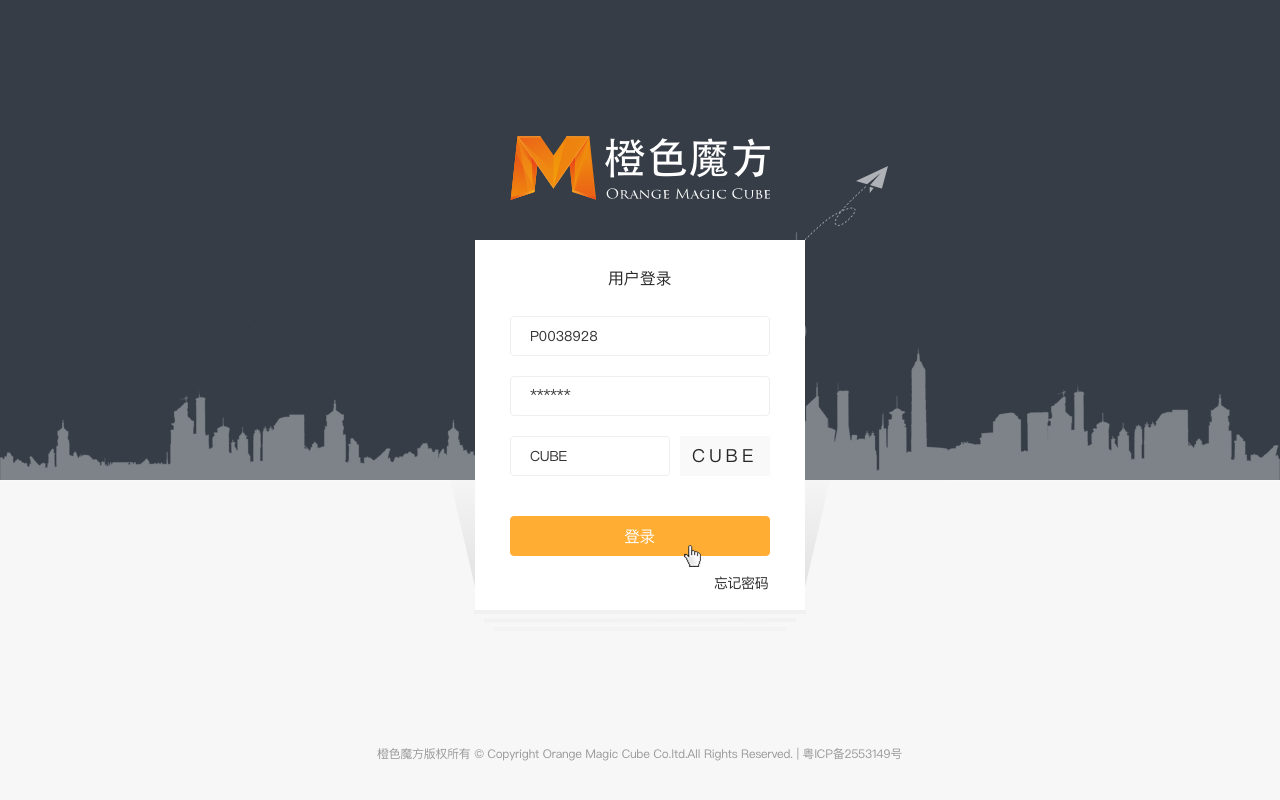 橙色魔方
ORANGE MAGIC CUBE
用户登录
P0038928
******
CUBE CUBE
登录
忘记密码
橙色魔方版权所有 © Copyright Orange Magic Cube Co.ltd.All Rights Reserved. | 粤ICP备2553149号